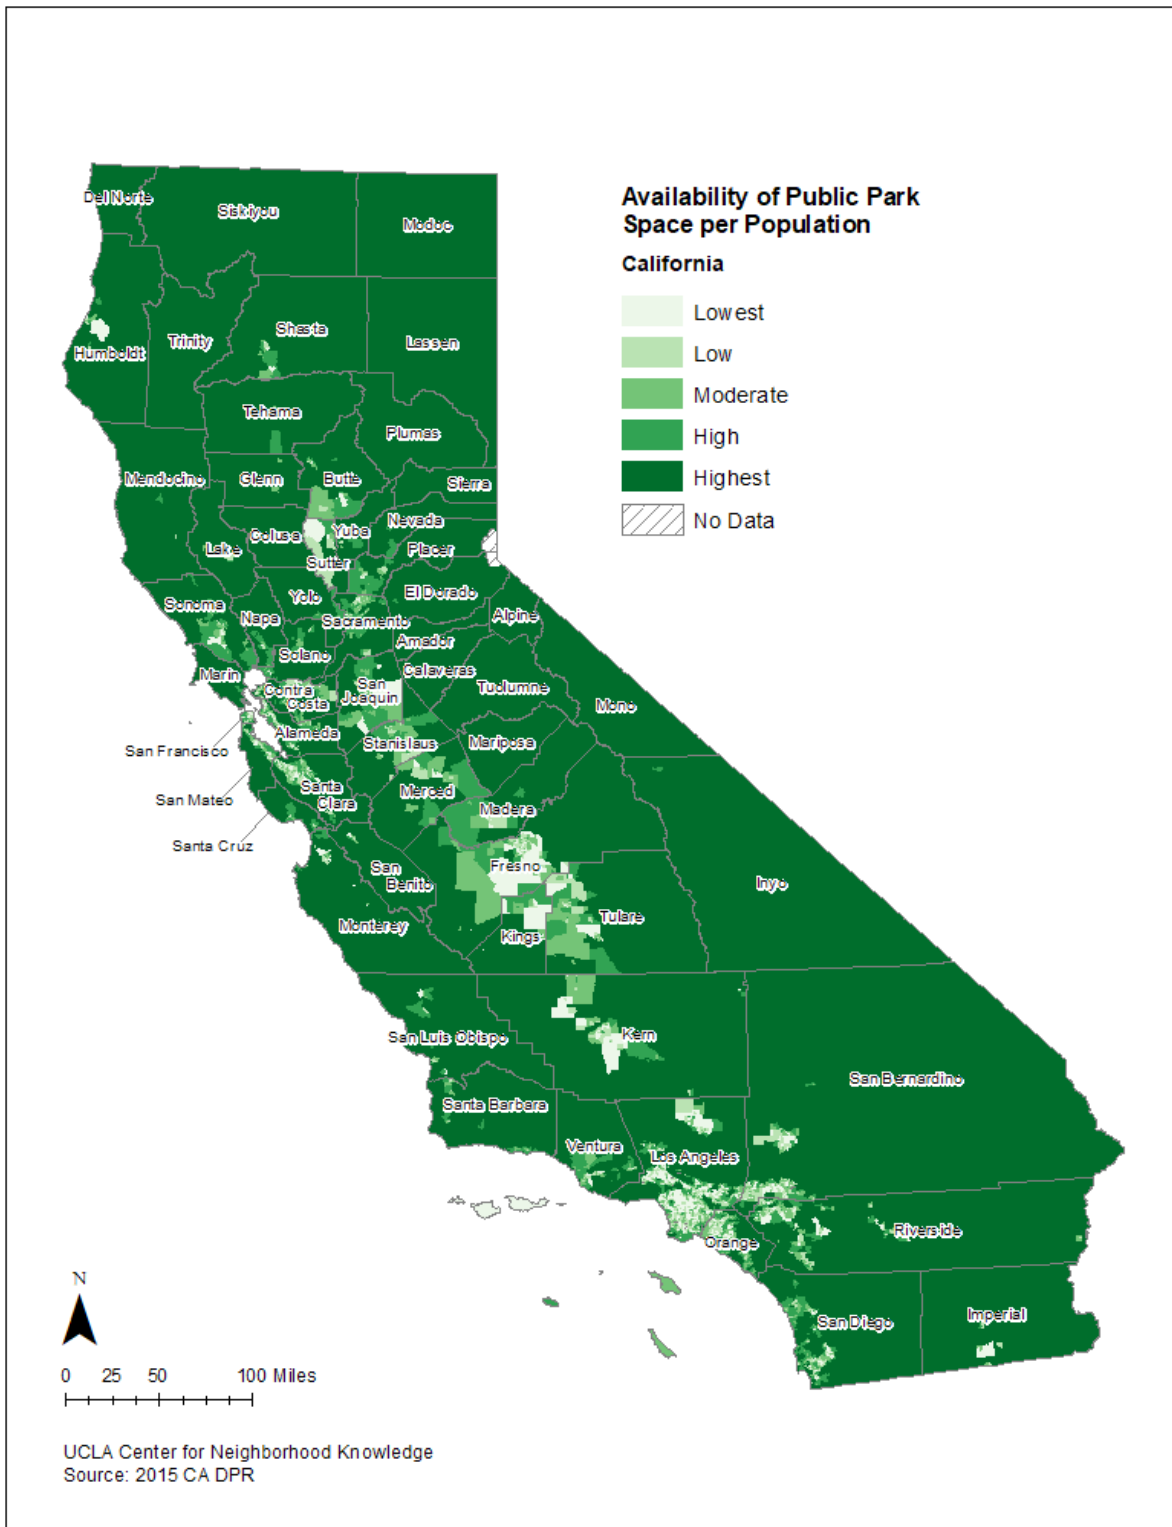 Availability of Public Park
Space per Population
California
Lowest
Low
Moderate
High
Highest
No Data
Del Norte
Siskiyou
Modoc
Humboldt
Trinity
Shasta
Lassen
Tehama
Plumas
Mendocino
Glenn
Butte
Sierra
Colusa
Yuba
Nevada
Lake
Sutter
Placer
Sonoma
Napa
Yolo
El Dorado
Sacramento
Alpine
Amador
Solano
Marin
Calaveras
Contra
Costa
San
Joaquin
Tuolumne
Mono
Alameda
Stanislaus
Mariposa
San Francisco
San Mateo
Santa
Clara
Merced
Madera
Santa Cruz
San
Benito
Fresno
Inyo
Monterey
Kings
Tulare
San Luis Obispo
Kern
San Bernardino
Santa Barbara
Ventura
Los Angeles
Orange
Riverside
San Diego
Imperial
N
0 25 50 100 Miles
UCLA Center for Neighborhood Knowledge
Source: 2015 CA DPR